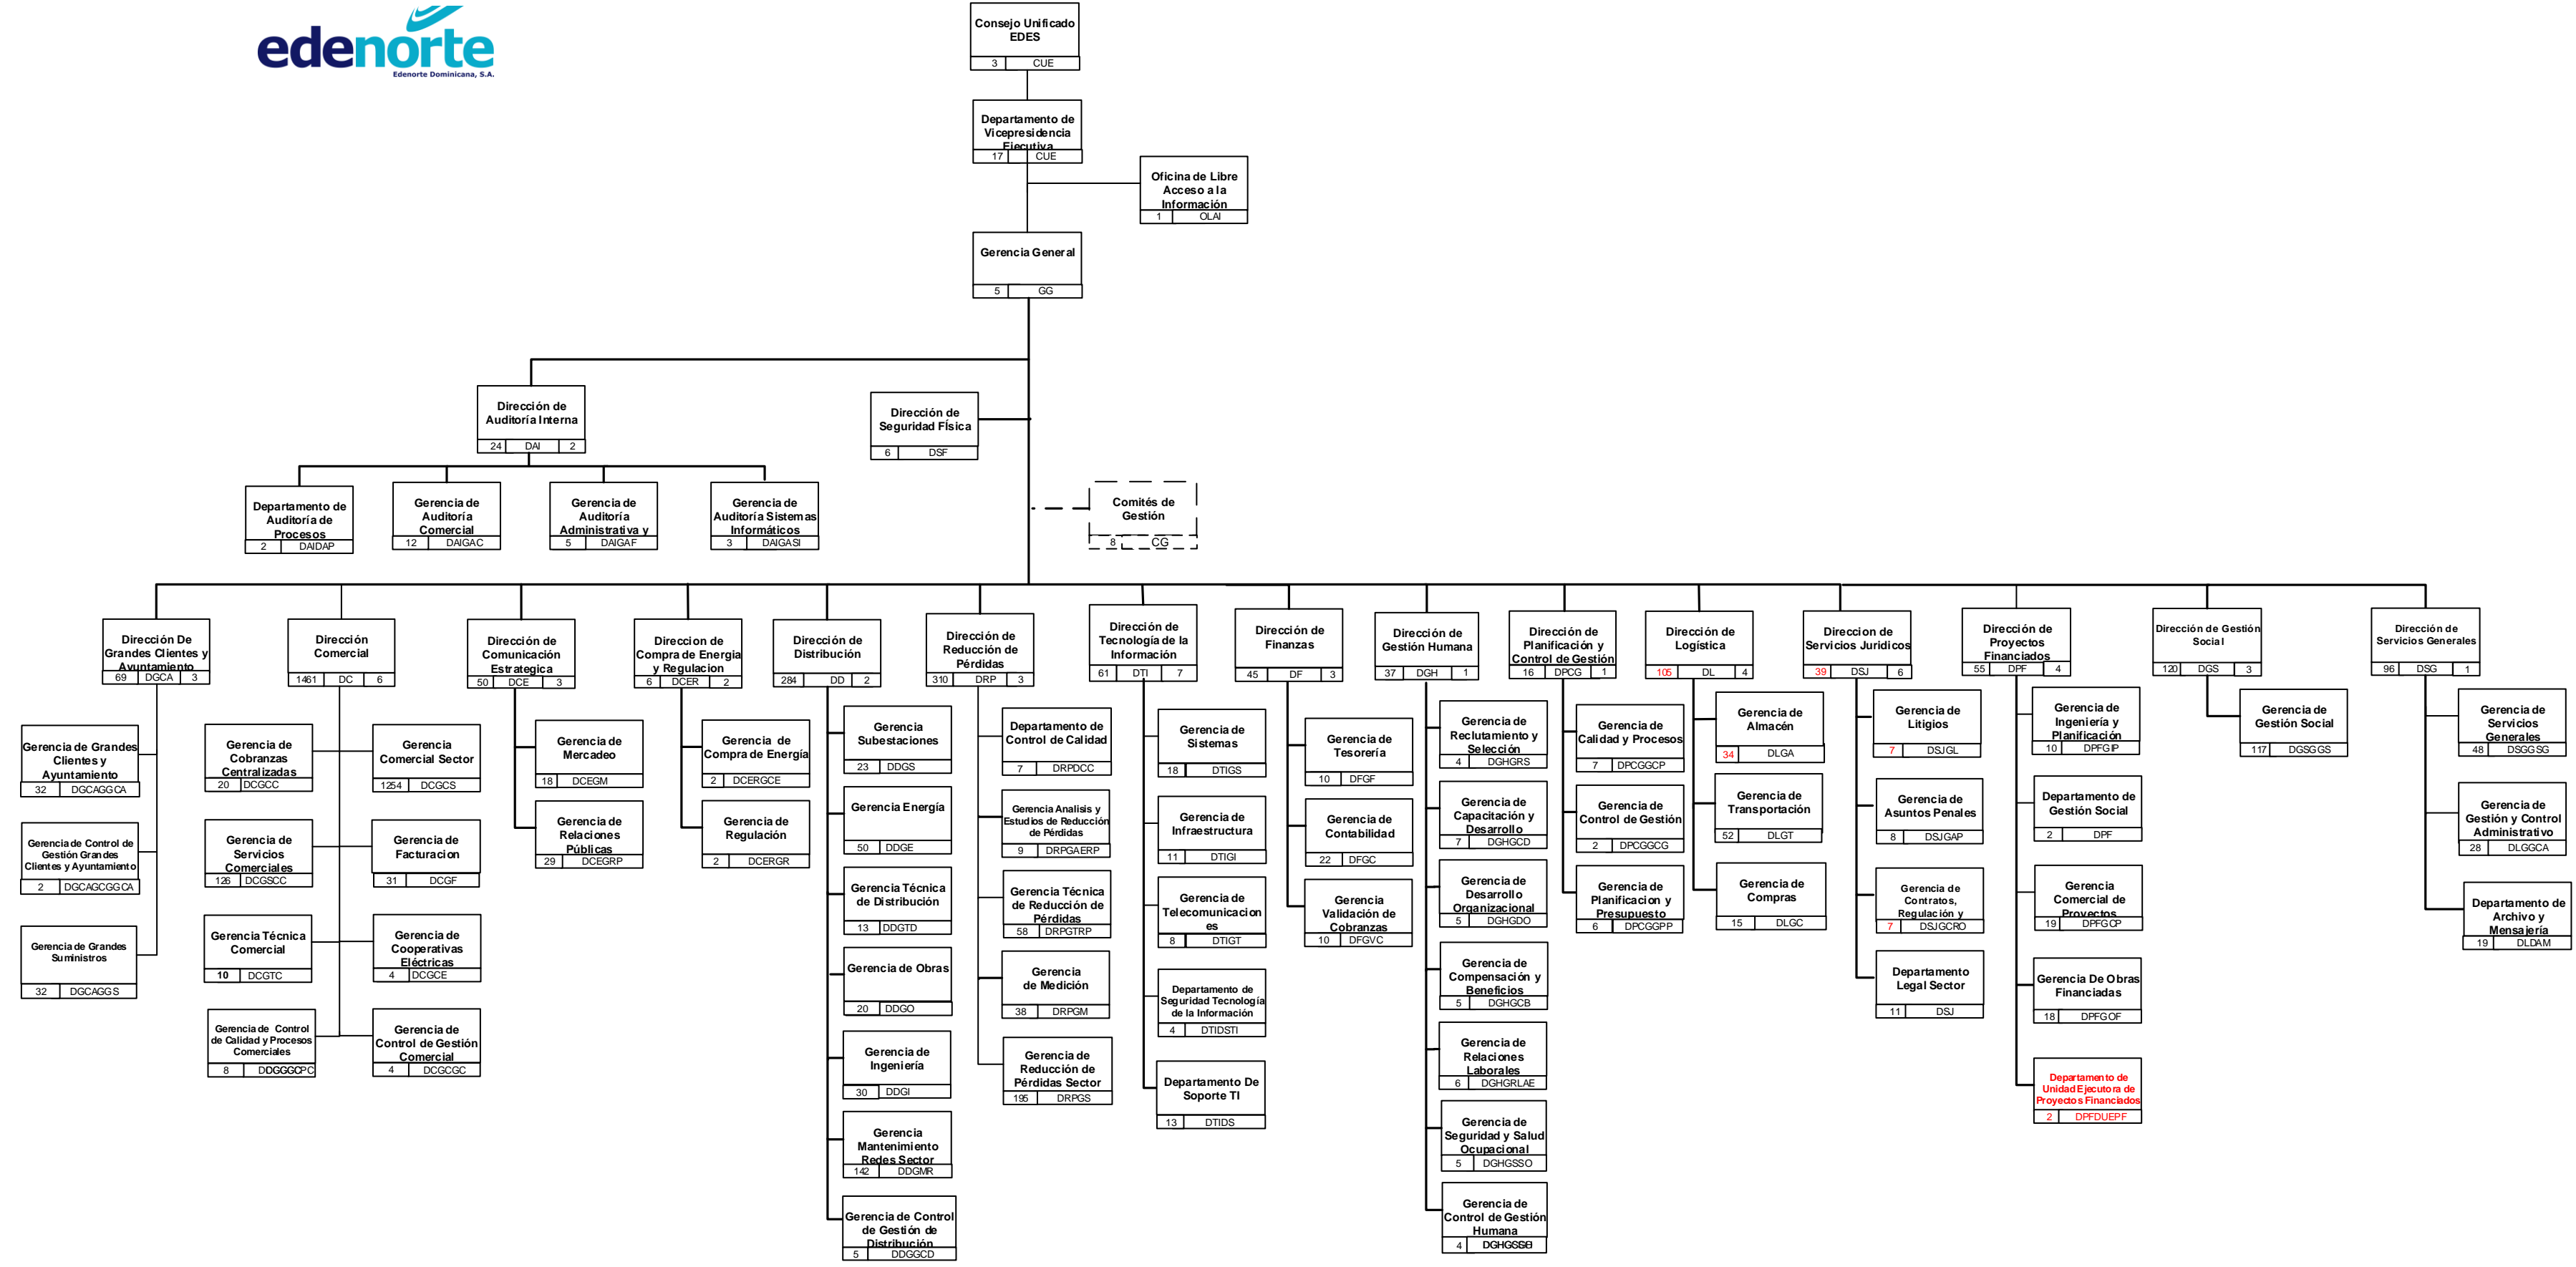 edenorte
Edenorte Dominicana, S.A.
Consejo Unificado
EDES
3 CUE
Departamento de
Vicepresidencia
Ejecutiva
17 CUE
Oficina de Libre
Acceso a la
Información
1 OLAI
Gerencia General
5 GG
Dirección de
Auditoría Interna
24 DAI 2
Dirección de
Seguridad Física
6 DSF
Departamento de
Auditoría de
Procesos
2 DAIDAP
Gerencia de
Auditoría
Comercial
12 DAIGAC
Gerencia de
Auditoría
Administrativa y
5 DAIGAF
Gerencia de
Auditoría Sistemas
Informáticos
3 DAIGASI
Comités de
Gestión
8 CG
Dirección De
Grandes Clientes y
Ayuntamiento
69 DGCA 3
Gerencia de Grandes
Clientes y
Ayuntamiento
32 DGCAGGCA
Gerencia de Control de
Gestión Grandes
Clientes y Ayuntamiento
2 DGCAGCGGCA
Gerencia de Grandes
Suministros
32 DGCAGGS
Dirección
Comercial
1461 DC 6
Gerencia de
Cobranzas
Centralizadas
20 DCGCC
Gerencia
Comercial Sector
1254 DCGCS
Gerencia de
Servicios
Comerciales
126 DCGSCC
Gerencia de
Facturacion
31 DCGF
Gerencia Técnica
Comercial
10 DCGTC
Gerencia de
Cooperativas
Eléctricas
4 DCGCE
Gerencia de Control
de Calidad y Procesos
Comerciales
8
Gerencia de
Control de Gestión
Comercial
4 DCGCGC
Dirección de
Comunicación
Estrategica
50 DCE 3
Gerencia de
Mercadeo
18 DCEGM
Gerencia de
Relaciones
Públicas
29 DCEGRP
Direccion de
Compra de Energia
y Regulacion
6 DCER 2
Gerencia de
Compra de Energía
2 DCERGCE
Gerencia de
Regulación
2 DCERGR
Dirección de
Distribución
284 DD 2
Gerencia
Subestaciones
23 DDGS
Gerencia Energía
50 DDGE
Gerencia Técnica
de Distribución
13 DDGTD
Gerencia de Obras
20 DDGO
Gerencia de
Ingeniería
30 DDGI
Gerencia
Mantenimiento
Redes Sector
142 DDGMR
Gerencia de Control
de Gestión de
Distribución
5 DDGGCD
Dirección de
Reducción de
Pérdidas
310 DRP 3
Departamento de
Control de Calidad
7 DRPDCC
Gerencia Analisis y
Estudios de Reducción
de Pérdidas
9 DRPGAERP
Gerencia Técnica
de Reducción de
Pérdidas
58 DRPGTRP
Gerencia
de Medición
38 DRPGM
Gerencia de
Reducción de
Pérdidas Sector
195 DRPGS
Dirección de
Tecnología de la
Información
61 DTI 7
Gerencia de
Sistemas
18 DTIGS
Gerencia de
Infraestructura
11 DTIGI
Gerencia de
Telecomunicacion
es
8 DTIGT
Departamento de
Seguridad Tecnología
de la Información
4 DTIDSTI
Departamento De
Soporte TI
13 DTIDS
Dirección de
Finanzas
45 DF 3
Gerencia de
Tesorería
10 DFGF
Gerencia de
Contabilidad
22 DFGC
Gerencia
Validación de
Cobranzas
10 DFGVC
Dirección de
Gestión Humana
37 DGH 1
Gerencia de
Reclutamiento y
Selección
4 DGHGRS
Gerencia de
Capacitación y
Desarrollo
7 DGHGCD
Gerencia de
Desarrollo
Organizacional
5 DGHGDO
Gerencia de
Compensación y
Beneficios
5 DGHGCB
Gerencia de
Relaciones
Laborales
6 DGHGRLAE
Gerencia de
Seguridad y Salud
Ocupacional
5 DGHGSSO
Gerencia de
Control de Gestión
Humana
4
Dirección de
Planificación y
Control de Gestión
16 DPCG 1
Gerencia de
Calidad y Procesos
7 DPCGGCP
Gerencia de
Control de Gestión
2 DPCGGCG
Gerencia de
Planificacion y
Presupuesto
6 DPCGGPP
Dirección de
Logística
105 DL 4
Gerencia de
Almacén
34 DLGA
Gerencia de
Transportación
52 DLGT
Gerencia de
Compras
15 DLGC
Direccion de
Servicios Juridicos
39 DSJ 6
Gerencia de
Litigios
7 DSJGL
Gerencia de
Asuntos Penales
8 DSJGAP
Gerencia de
Contratos,
Regulación y
7 DSJGCRO
Departamento
Legal Sector
11 DSJ
Dirección de
Proyectos
Financiados
55 DPF 4
Gerencia de
Ingeniería y
Planificación
10 DPFGIP
Departamento de
Gestión Social
2 DPF
Gerencia
Comercial de
Proyectos
19 DPFGCP
Gerencia De Obras
Financiadas
18 DPFGOF
Departamento de
Unidad Ejecutora de
Proyectos Financiados
2 DPFDUEPF
Dirección de Gestión
Social
120 DGS 3
Gerencia de
Gestión Social
117 DGSGGS
Dirección de
Servicios Generales
96 DSG 1
Gerencia de
Servicios
Generales
48 DSGGSG
Gerencia de
Gestión y Control
Administrativo
28 DLGGCA
Departamento de
Archivo y
Mensajería
19 DLDAM